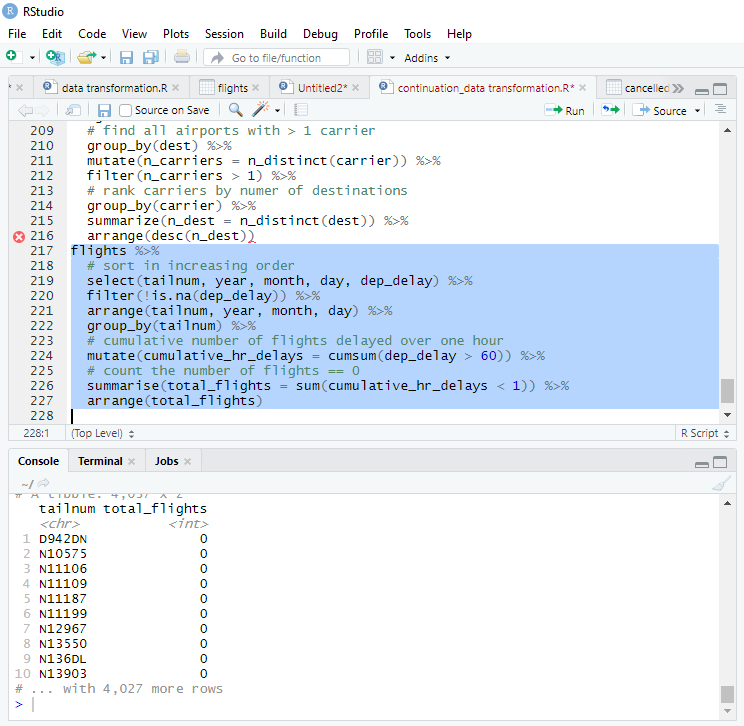 RStudio
File Edit Code View Plots Session Build Debug Profile Tools Help
Go to file/function Addins
data transformation.R flights Untitled2* continuation_data transformation.R* cancelled
Source on Save Run Source
209 # find all airports with > 1 carrier
210 group_by(dest) %>%
211 mutate(n_carriers = n_distinct(carrier)) %>%
212 filter(n_carriers > 1) %>%
213 # rank carriers by numer of destinations
214 group_by(carrier) %>%
215 summarize(n_dest = n_distinct(dest)) %>%
216 arrange(desc(n_dest))
217 flights %>%
218 # sort in increasing order
219 select(tailnum, year, month, day, dep_delay) %>%
220 filter(!is.na(dep_delay)) %>%
221 arrange(tailnum, year, month, day) %>%
222 group_by(tailnum) %>%
223 # cumulative number of flights delayed over one hour
224 mutate(cumulative_hr_delays = cumsum(dep_delay > 60)) %>%
225 # count the number of flights == 0
226 summarise(total_flights = sum(cumulative_hr_delays < 1)) %>%
227 arrange(total_flights)
228
228:1 (Top Level) R Script
Console Terminal Jobs
~/
# A tibble: 4,037 x 2
tailnum total_flights
<chr> <int>
1 D942DN 0
2 N10575 0
3 N11106 0
4 N11109 0
5 N11187 0
6 N11199 0
7 N12967 0
8 N13550 0
9 N136DL 0
10 N13903 0
# ... with 4,027 more rows
>